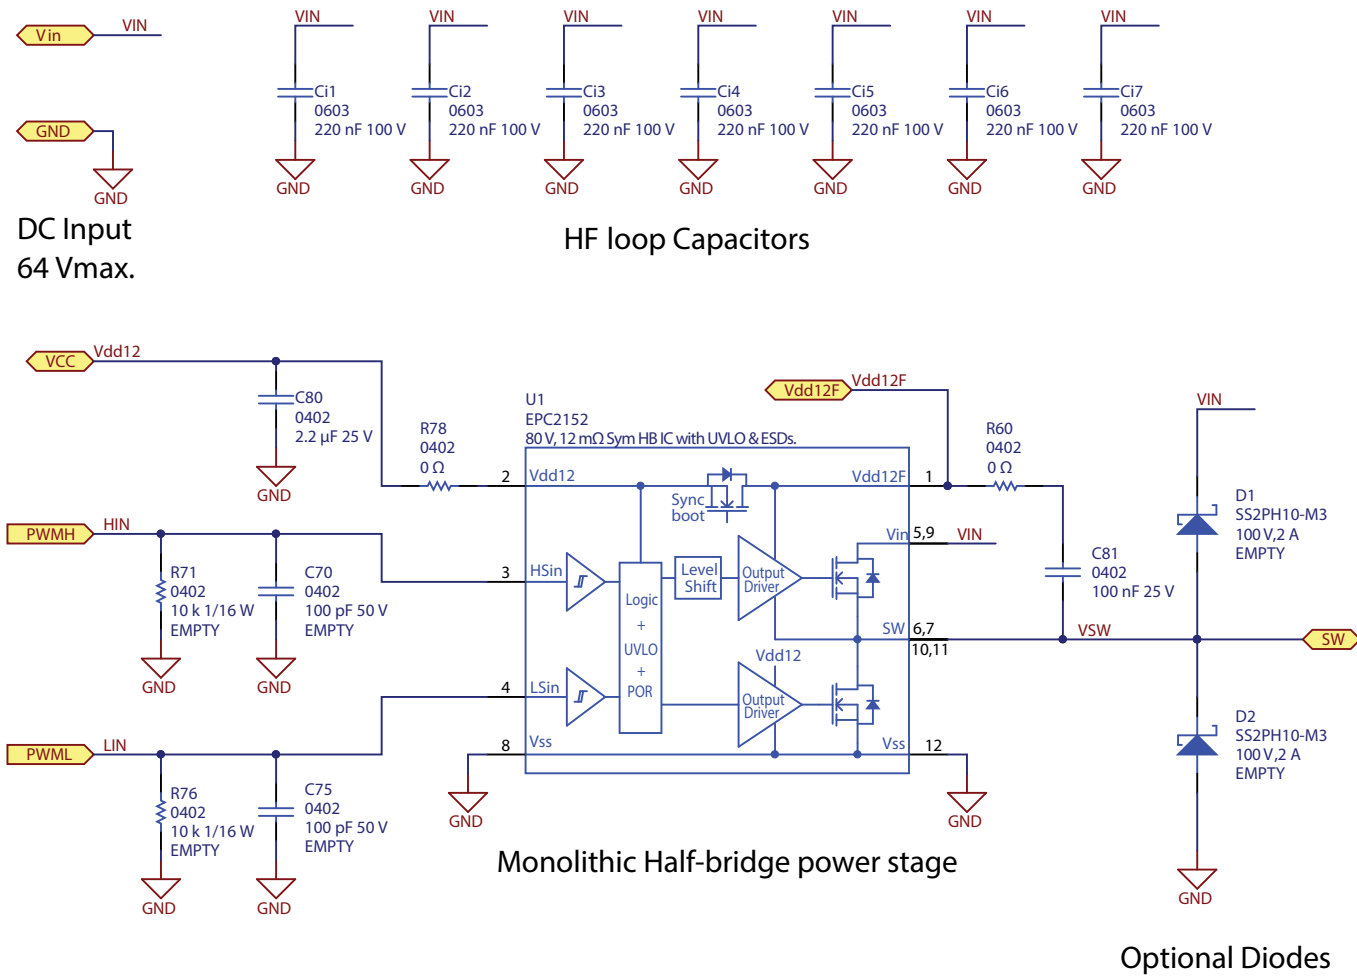 Vin
VIN
GND
GND
DC Input
64 Vmax.
VIN
Ci1
0603
220 nF 100 V
GND
VIN
Ci2
0603
220 nF 100 V
GND
VIN
Ci3
0603
220 nF 100 V
GND
VIN
Ci4
0603
220 nF 100 V
GND
VIN
Ci5
0603
220 nF 100 V
GND
VIN
Ci6
0603
220 nF 100 V
GND
VIN
Ci7
0603
220 nF 100 V
GND
HF loop Capacitors
VCC
Vdd12
C80
0402
2.2 µF 25 V
GND
R78
0402
0 Ω
PWMH
HIN
R71
0402
10 k 1/16 W
EMPTY
GND
C70
0402
100 pF 50 V
EMPTY
GND
PWML
LIN
R76
0402
10 k 1/16 W
EMPTY
GND
C75
0402
100 pF 50 V
EMPTY
GND
U1
EPC2152
80 V, 12 mΩ Sym HB IC with UVLO & ESDs.
2
Vdd12
3
HSin
4
LSin
8
Vss
GND
Sync
boot
Logic
+
UVLO
+
POR
Level
Shift
Output
Driver
Vdd12
Output
Driver
Vdd12F
1
Vin
5,9
VIN
SW
6,7
10,11
Vss
12
GND
Vdd12F
Vdd12F
R60
0402
0 Ω
C81
0402
100 nF 25 V
VSW
SW
VIN
D1
SS2PH10-M3
100 V,2 A
EMPTY
D2
SS2PH10-M3
100 V,2 A
EMPTY
GND
Monolithic Half-bridge power stage
Optional Diodes